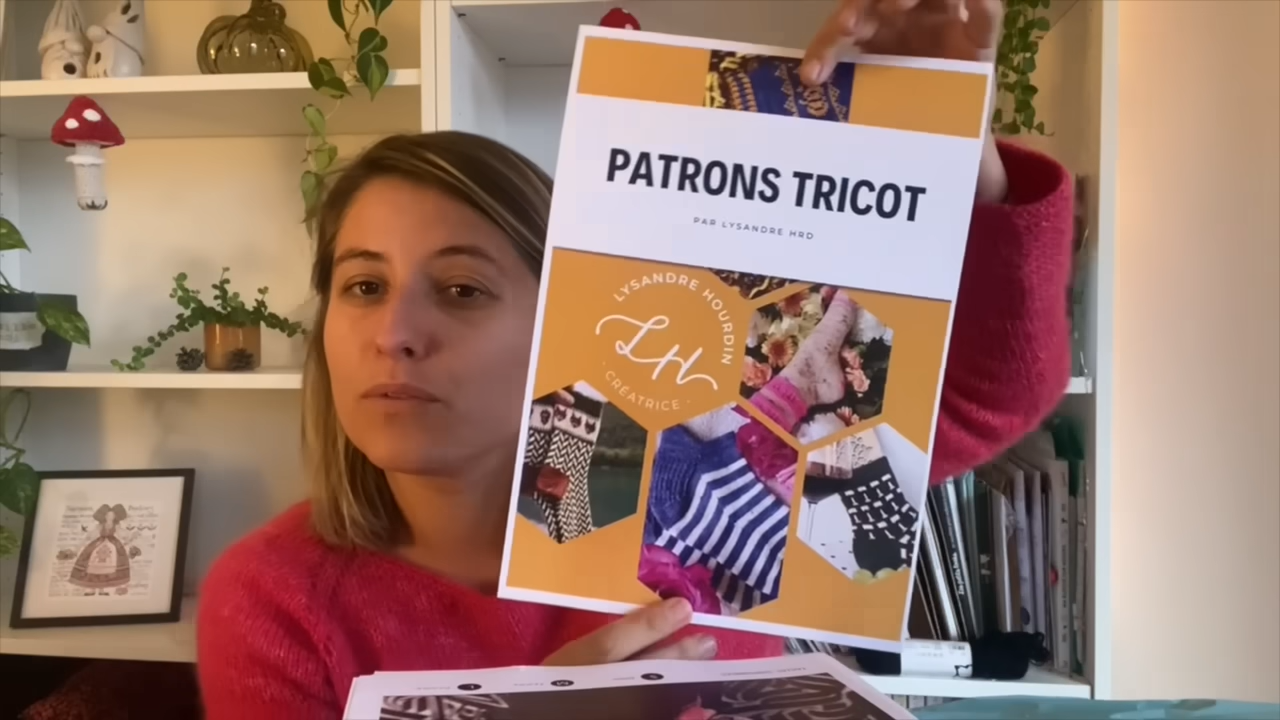 PATRONS TRICOT
PAR LYSANDRE HRD
LYSANDRE HOURDIN
LH
· CRÉATRICE ·